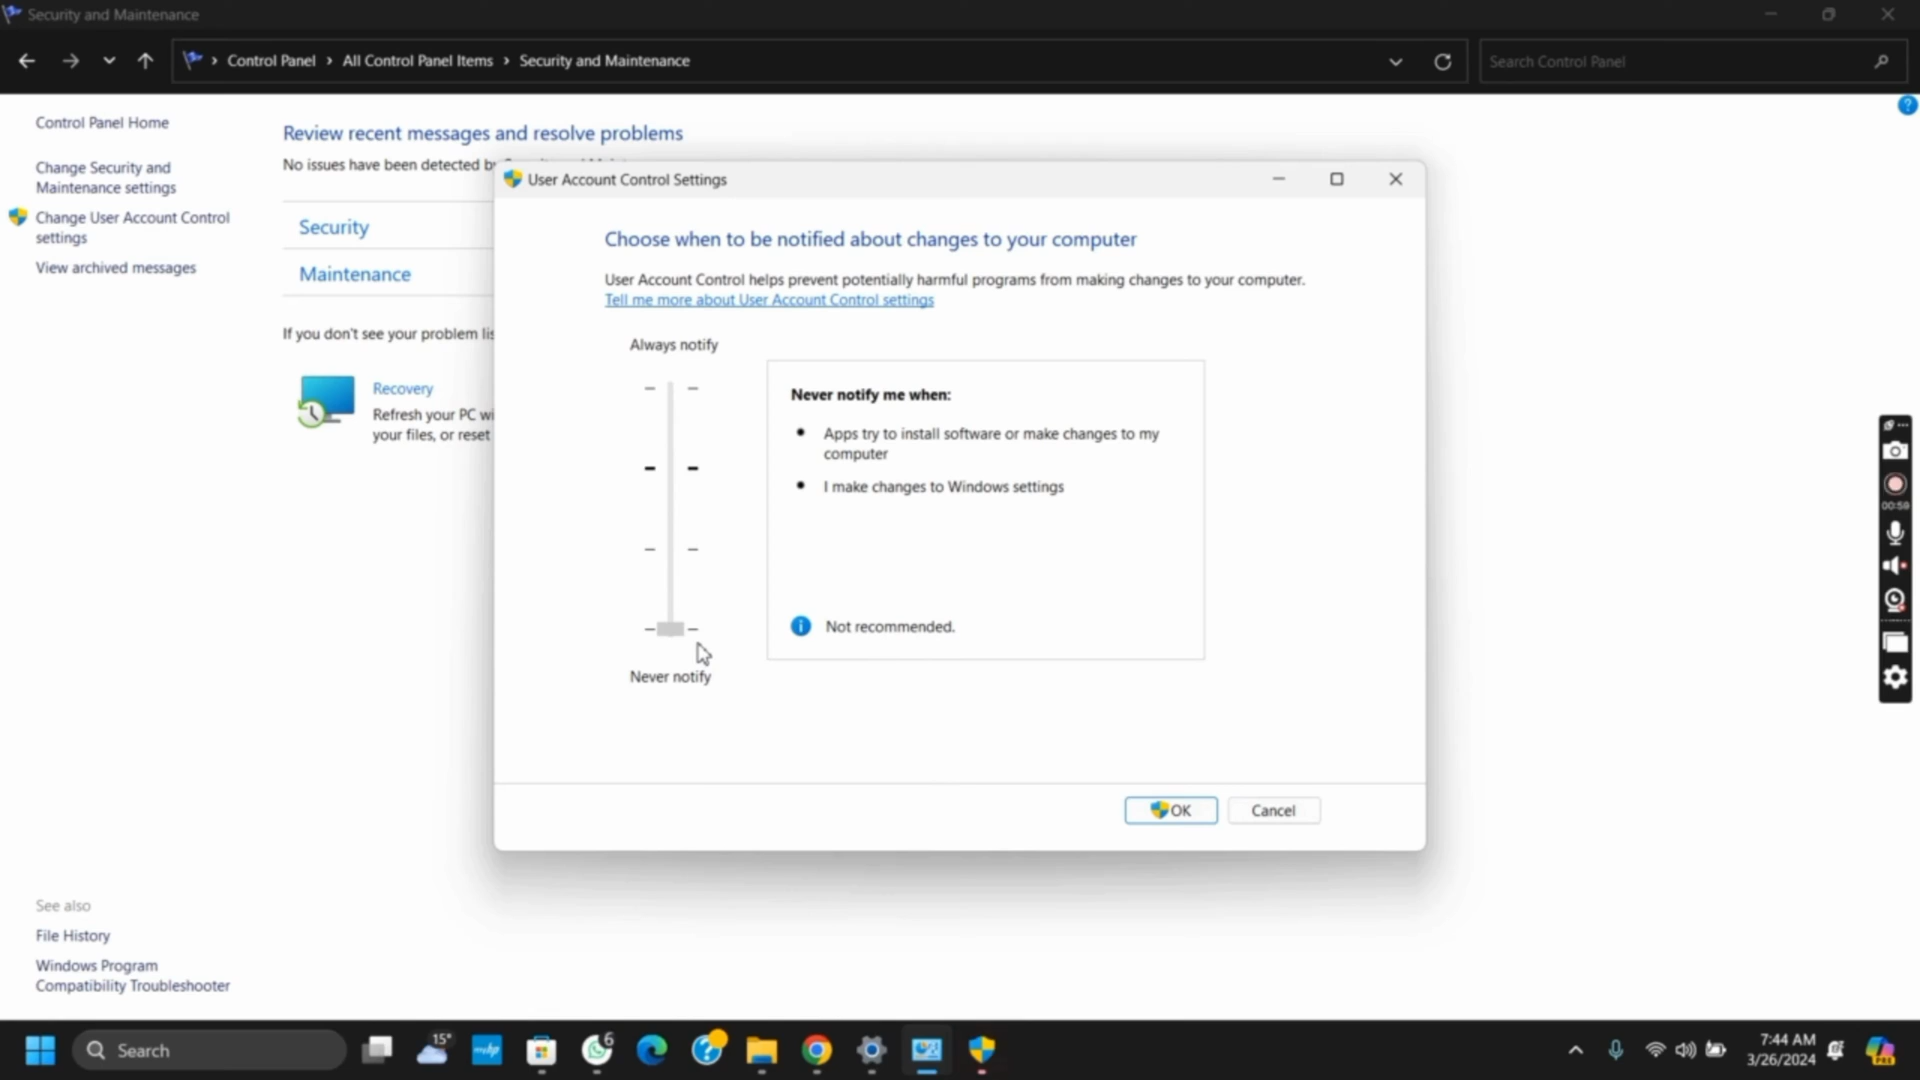 Security and Maintenance
Control Panel > All Control Panel Items > Security and Maintenance
Search Control Panel
Control Panel Home
Change Security and
Maintenance settings
Change User Account Control
settings
View archived messages
Review recent messages and resolve problems
No issues have been detected by
Security
Maintenance
If you don't see your problem lis
Recovery
Refresh your PC wi
your files, or reset
User Account Control Settings
Choose when to be notified about changes to your computer
User Account Control helps prevent potentially harmful programs from making changes to your computer.
Tell me more about User Account Control settings
Always notify
Never notify me when:
• Apps try to install software or make changes to my
computer
• I make changes to Windows settings
Not recommended.
Never notify
OK
Cancel
00:59
See also
File History
Windows Program
Compatibility Troubleshooter
Search
15°
myhp
6
7:44 AM
3/26/2024
PRE